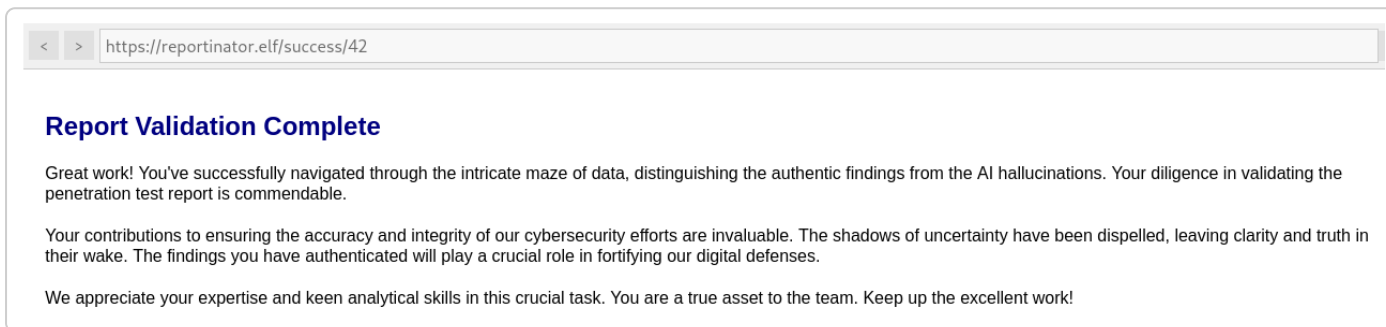 < > https://reportinator.elf/success/42
Report Validation Complete
Great work! You've successfully navigated through the intricate maze of data, distinguishing the authentic findings from the AI hallucinations. Your diligence in validating the
penetration test report is commendable.
Your contributions to ensuring the accuracy and integrity of our cybersecurity efforts are invaluable. The shadows of uncertainty have been dispelled, leaving clarity and truth in
their wake. The findings you have authenticated will play a crucial role in fortifying our digital defenses.
We appreciate your expertise and keen analytical skills in this crucial task. You are a true asset to the team. Keep up the excellent work!